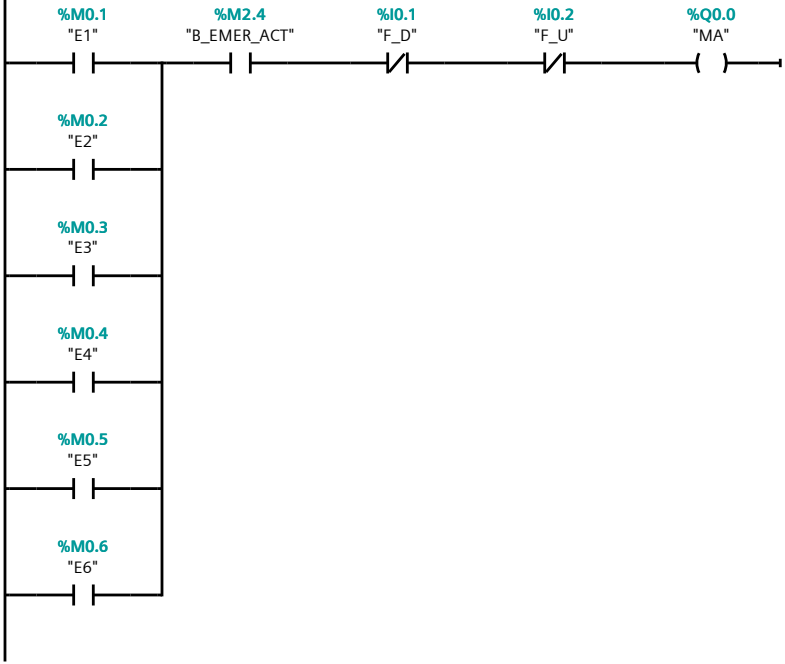 %M0.1 %M2.4 %I0.1 %I0.2 %Q0.0
"E1" "B_EMER_ACT" "F_D" "F_U" "MA"
%M0.2
"E2"
%M0.3
"E3"
%M0.4
"E4"
%M0.5
"E5"
%M0.6
"E6"